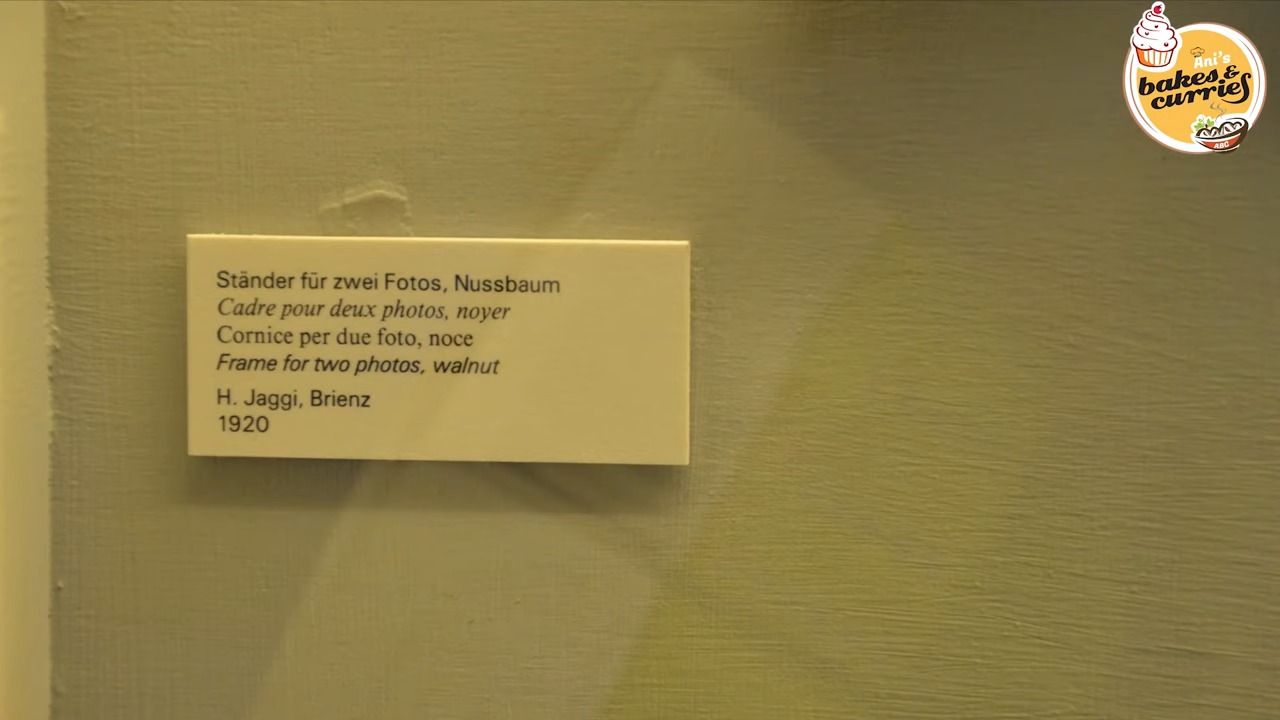 Ständer für zwei Fotos, Nussbaum
Cadre pour deux photos, noyer
Cornice per due foto, noce
Frame for two photos, walnut
H. Jaggi, Brienz
1920
Ani's
bakes &
curries
ABC